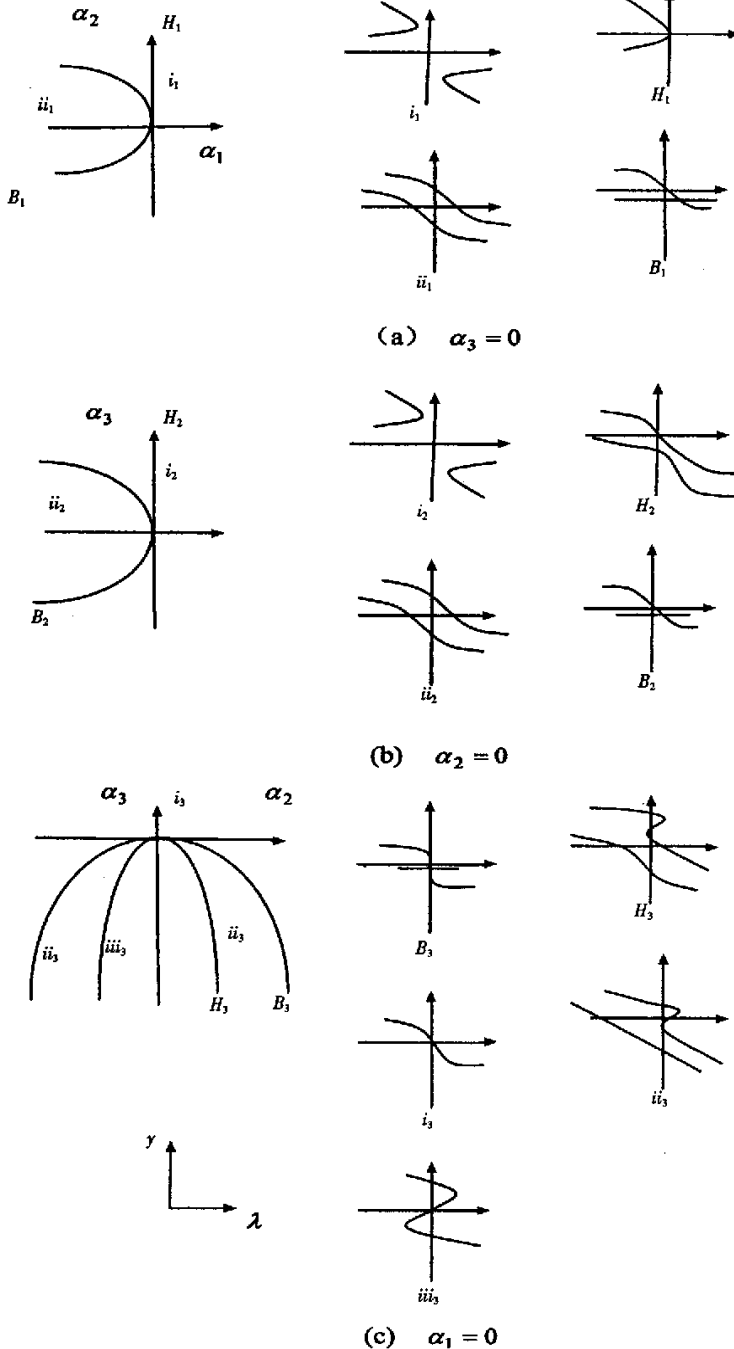 α₂ H₁
i₁
ii₁
α₁
B₁
i₁
H₁
ii₁
B₁
(a) α₃ = 0
α₃ H₂
i₂
ii₂
B₂
i₂
H₂
ii₂
B₂
(b) α₂ = 0
α₃ i₃ α₂
ii₃ iii₃ ii₃
H₃ B₃
B₃
H₃
i₃
ii₃
y
λ
iii₃
(c) α₁ = 0